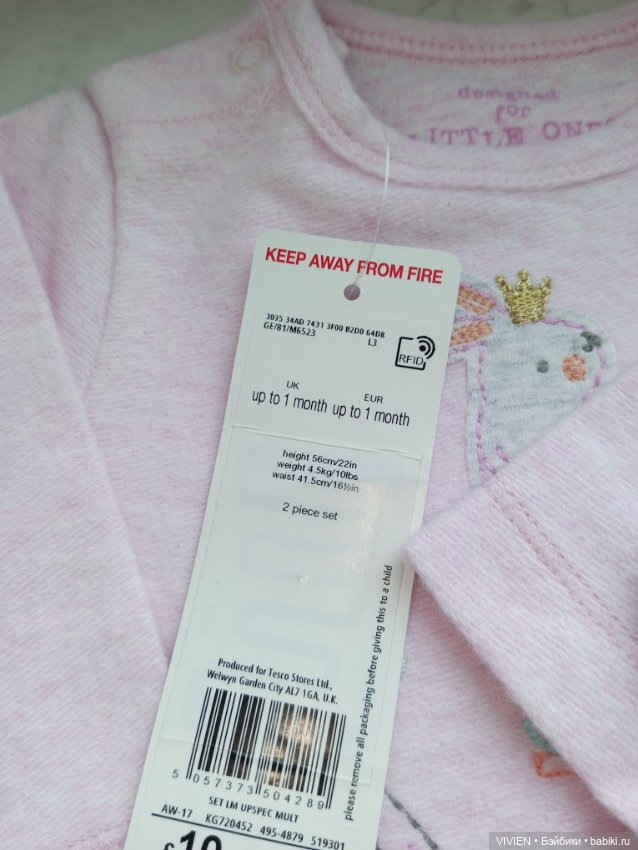 designed
for
LITTLE ONES
KEEP AWAY FROM FIRE
3035 34AD 7431 3F00 B2D0 64DB
GE/81/M6523
L3
RFID
UK
up to 1 month
EUR
up to 1 month
height 56cm/22in
weight 4.5kg/10lbs
waist 41.5cm/16½in
2 piece set
please remove all packaging before giving this to a child
Produced for Tesco Stores Ltd.,
Welwyn Garden City AL7 1GA, U.K.
5 057373 504289
SET LM UPSPEC MULT
AW-17 KG720452 495-4879 519301
£10
VIVIEN • Бэйбики • babiki.ru